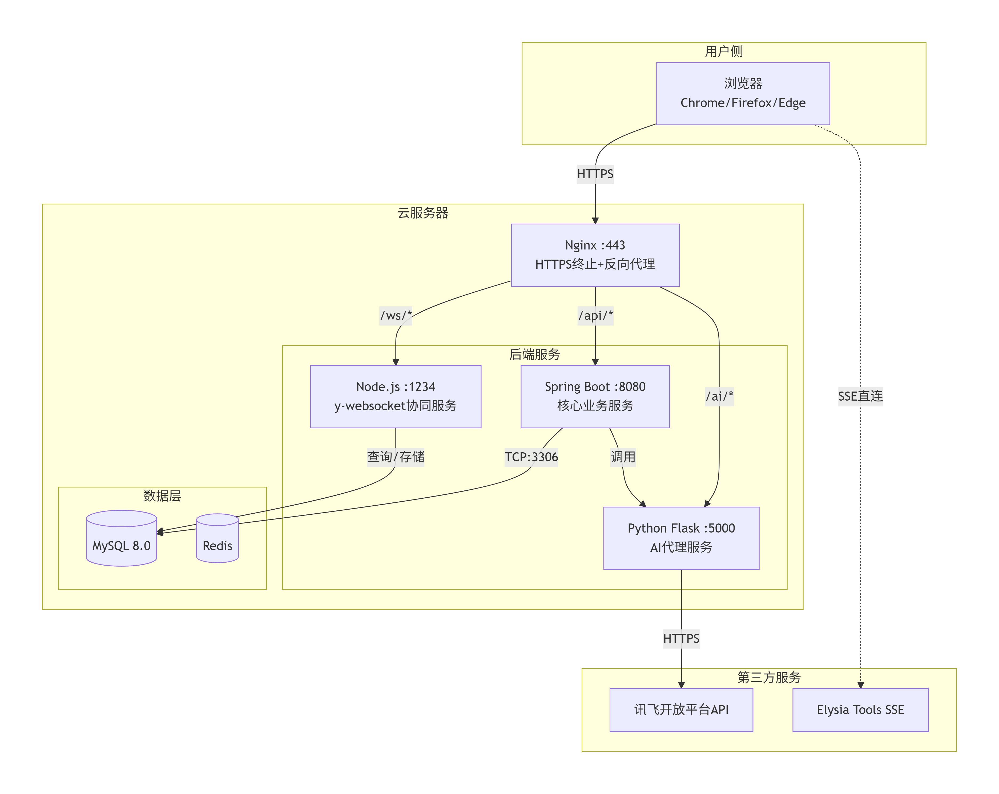 用户侧
浏览器
Chrome/Firefox/Edge
HTTPS
云服务器
Nginx :443
HTTPS终止+反向代理
/ws/*
/api/*
后端服务
Node.js :1234
y-websocket协同服务
Spring Boot :8080
核心业务服务
/ai/*
SSE直连
查询/存储
TCP:3306
调用
数据层
MySQL 8.0
Redis
Python Flask :5000
AI代理服务
HTTPS
第三方服务
讯飞开放平台API
Elysia Tools SSE